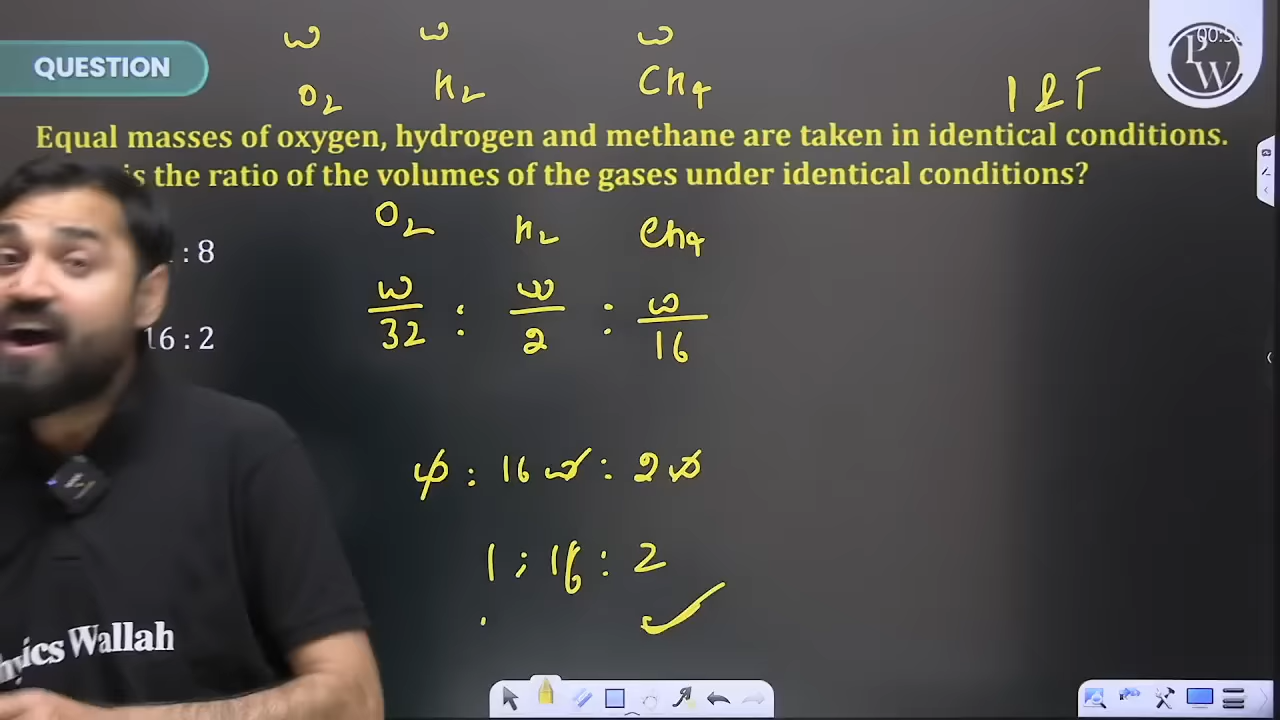 ω ω ω
QUESTION
O2 H2 CH4
Equal masses of oxygen, hydrogen and methane are taken in identical conditions.
is the ratio of the volumes of the gases under identical conditions?
O2 H2 CH4
: 8
ω/32 : ω/2 : ω/16
16 : 2
ω : 16 ω : 2 ω
1 : 16 : 2
Wallah